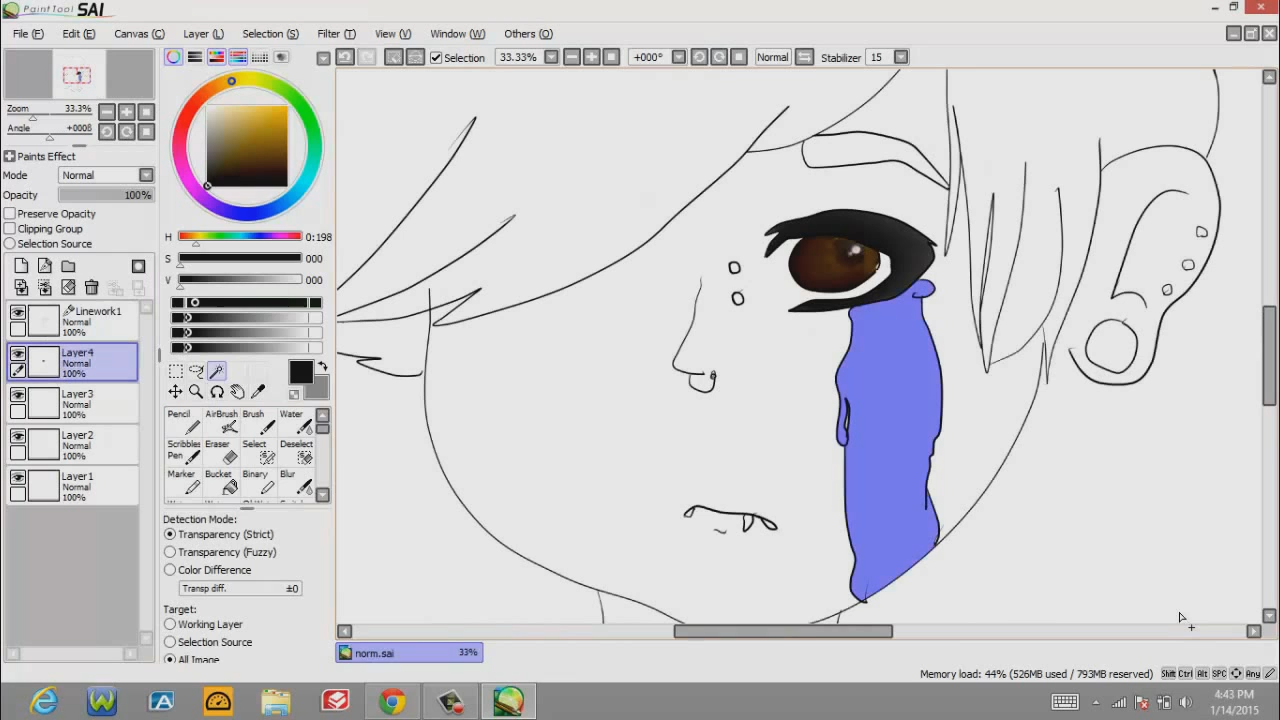 PaintTool SAI
File (F) Edit (E) Canvas (C) Layer (L) Selection (S) Filter (T) View (V) Window (W) Others (O)
Selection 33.33% +000° Normal Stabilizer 15
Zoom 33.3%
Angle +000
Paints Effect
Mode Normal
Opacity 100%
Preserve Opacity
Clipping Group
Selection Source
Linework1
Normal
100%
Layer4
Normal
100%
Layer3
Normal
100%
Layer2
Normal
100%
Layer1
Normal
100%
H 0:198
S 000
V 000
Pencil AirBrush Brush Water
Scribbles Pen Eraser Select Deselect
Marker Bucket Binary Blur
Detection Mode:
Transparency (Strict)
Transparency (Fuzzy)
Color Difference
Transp diff. ±0
Target:
Working Layer
Selection Source
All Image
norm.sai 33%
Memory load: 44% (526MB used / 793MB reserved) Shift Ctrl Alt SPC Any
4:43 PM
1/14/2015